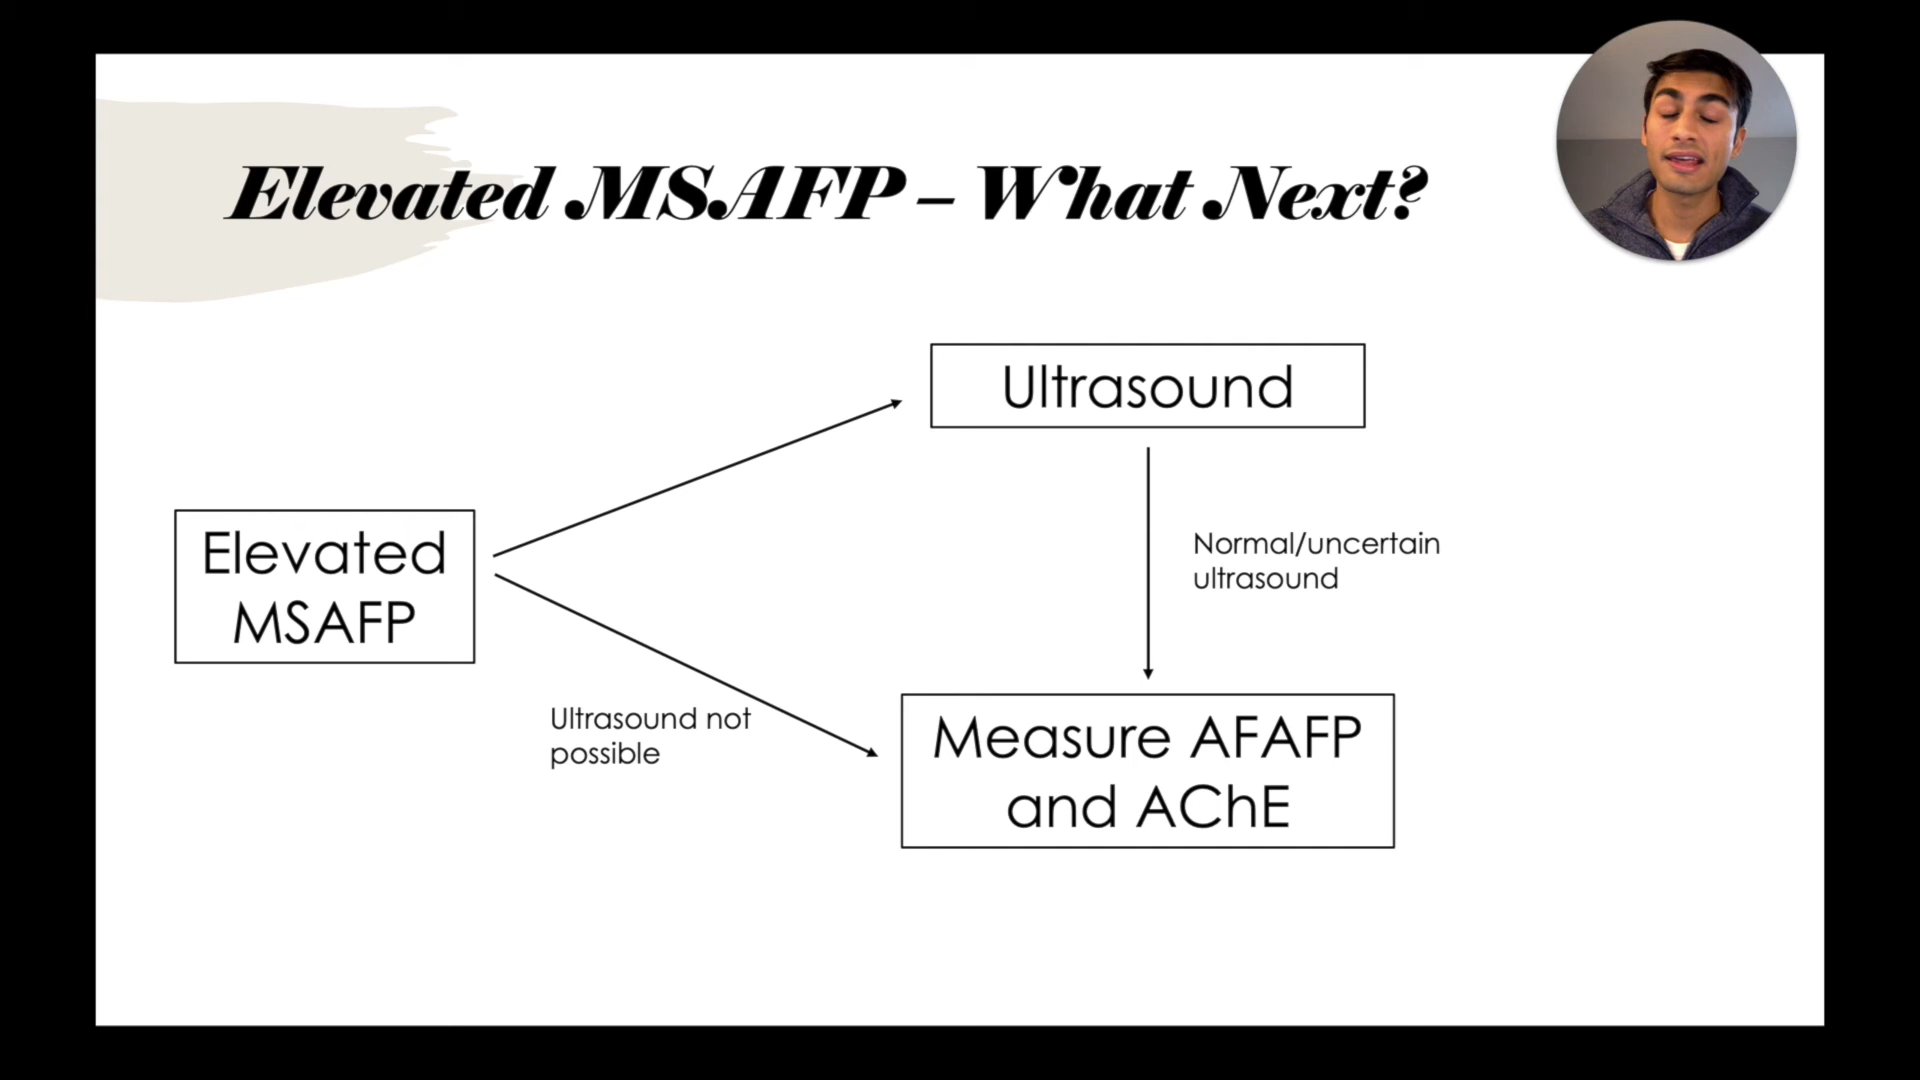 Elevated MSAFP – What Next?
Ultrasound
Elevated
MSAFP
Normal/uncertain
ultrasound
Ultrasound not
possible
Measure AFAFP
and AChE